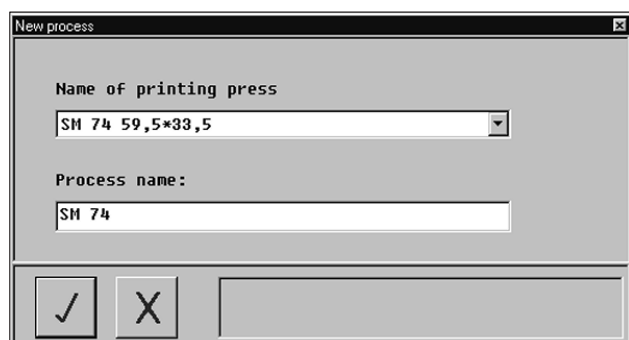 New process
Name of printing press
SM 74 59,5*33,5
Process name:
SM 74